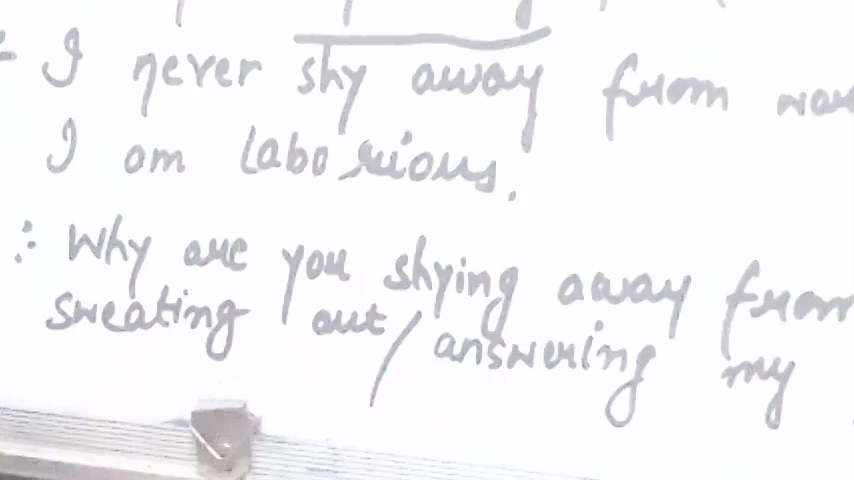 I never shy away from
I am laborious.
: Why are you shying away from
sweating out / answering my